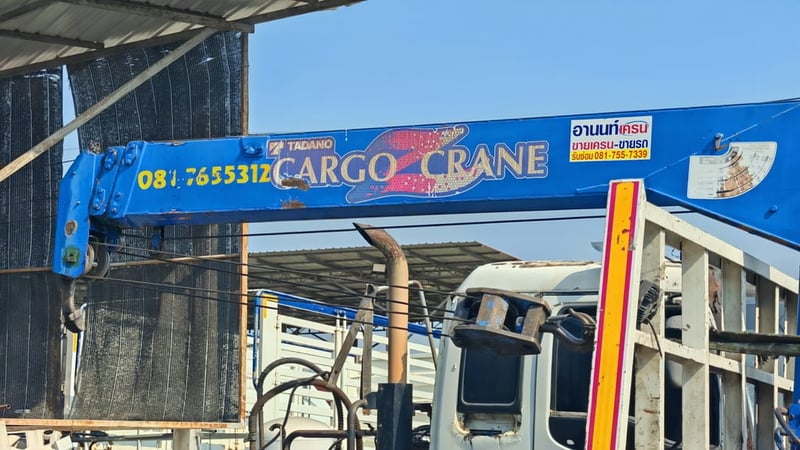 081-7655312
TADANO
CARGO CRANE
อานนท์เครน
ขายเครน-ขายรถ
รับซ่อม 081-755-7339